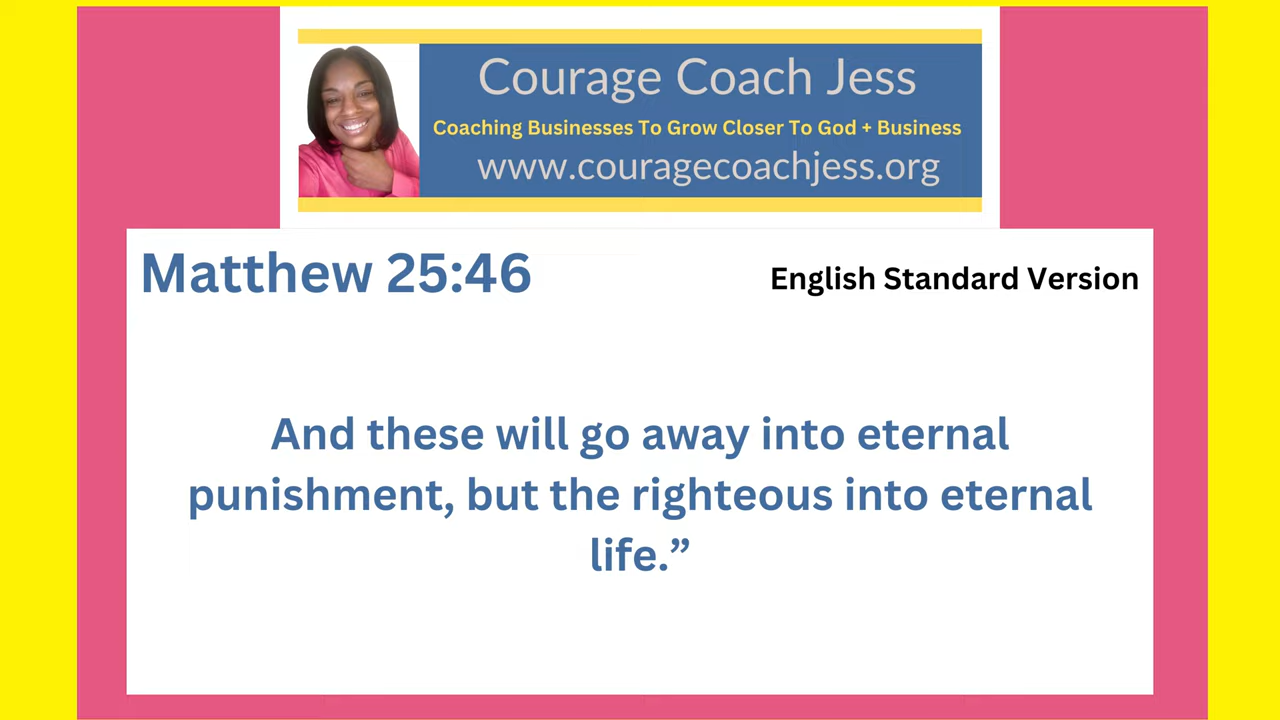 Courage Coach Jess
Coaching Businesses To Grow Closer To God + Business
www.couragecoachjess.org
Matthew 25:46
English Standard Version
And these will go away into eternal
punishment, but the righteous into eternal
life.”